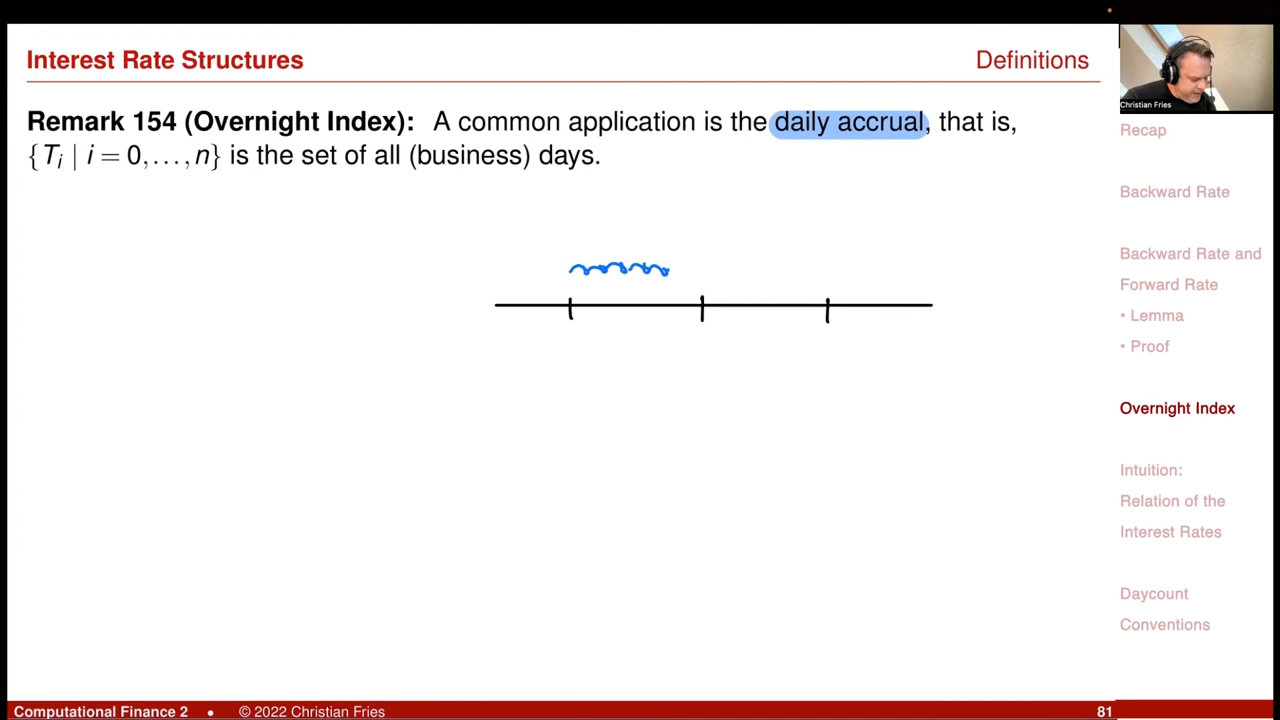 Interest Rate Structures
Definitions
Remark 154 (Overnight Index): A common application is the daily accrual, that is,
{Tᵢ | i = 0,…,n} is the set of all (business) days.
Christian Fries
Recap
Backward Rate
Backward Rate and
Forward Rate
• Lemma
• Proof
Overnight Index
Intuition:
Relation of the
Interest Rates
Daycount
Conventions
Computational Finance 2 • © 2022 Christian Fries
81